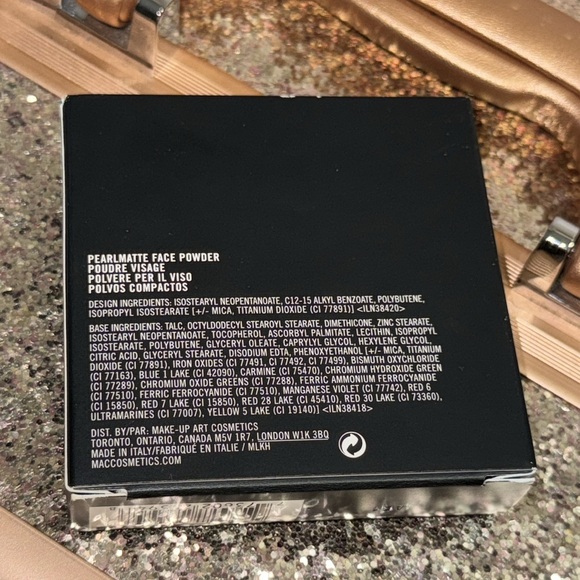 PEARLMATTE FACE POWDER
POUDRE VISAGE
POLVERE PER IL VISO
POLVOS COMPACTOS
DESIGN INGREDIENTS: ISOSTEARYL NEOPENTANOATE, C12-15 ALKYL BENZOATE, POLYBUTENE,
ISOPROPYL ISOSTEARATE [+/- MICA, TITANIUM DIOXIDE (CI 77891)] <ILN38420>
BASE INGREDIENTS: TALC, OCTYLDODECYL STEAROYL STEARATE, DIMETHICONE, ZINC STEARATE,
ISOSTEARYL NEOPENTANOATE, TOCOPHEROL, ASCORBYL PALMITATE, LECITHIN, ISOPROPYL
ISOSTEARATE, POLYBUTENE, GLYCERYL OLEATE, CAPRYLYL GLYCOL, HEXYLENE GLYCOL,
CITRIC ACID, GLYCERYL STEARATE, DISODIUM EDTA, PHENOXYETHANOL [+/- MICA, TITANIUM
DIOXIDE (CI 77891), IRON OXIDES (CI 77491, CI 77492, CI 77499), BISMUTH OXYCHLORIDE
(CI 77163), BLUE 1 LAKE (CI 42090), CARMINE (CI 75470), CHROMIUM HYDROXIDE GREEN
(CI 77289), CHROMIUM OXIDE GREENS (CI 77288), FERRIC AMMONIUM FERROCYANIDE
(CI 77510), FERRIC FERROCYANIDE (CI 77510), MANGANESE VIOLET (CI 77742), RED 6
(CI 15850), RED 7 LAKE (CI 15850), RED 28 LAKE (CI 45410), RED 30 LAKE (CI 73360),
ULTRAMARINES (CI 77007), YELLOW 5 LAKE (CI 19140)] <ILN38418>
DIST. BY/PAR: MAKE-UP ART COSMETICS
TORONTO, ONTARIO, CANADA M5V 1R7, LONDON W1K 3BQ
MADE IN ITALY/FABRIQUÉ EN ITALIE / MLKH
MACCOSMETICS.COM